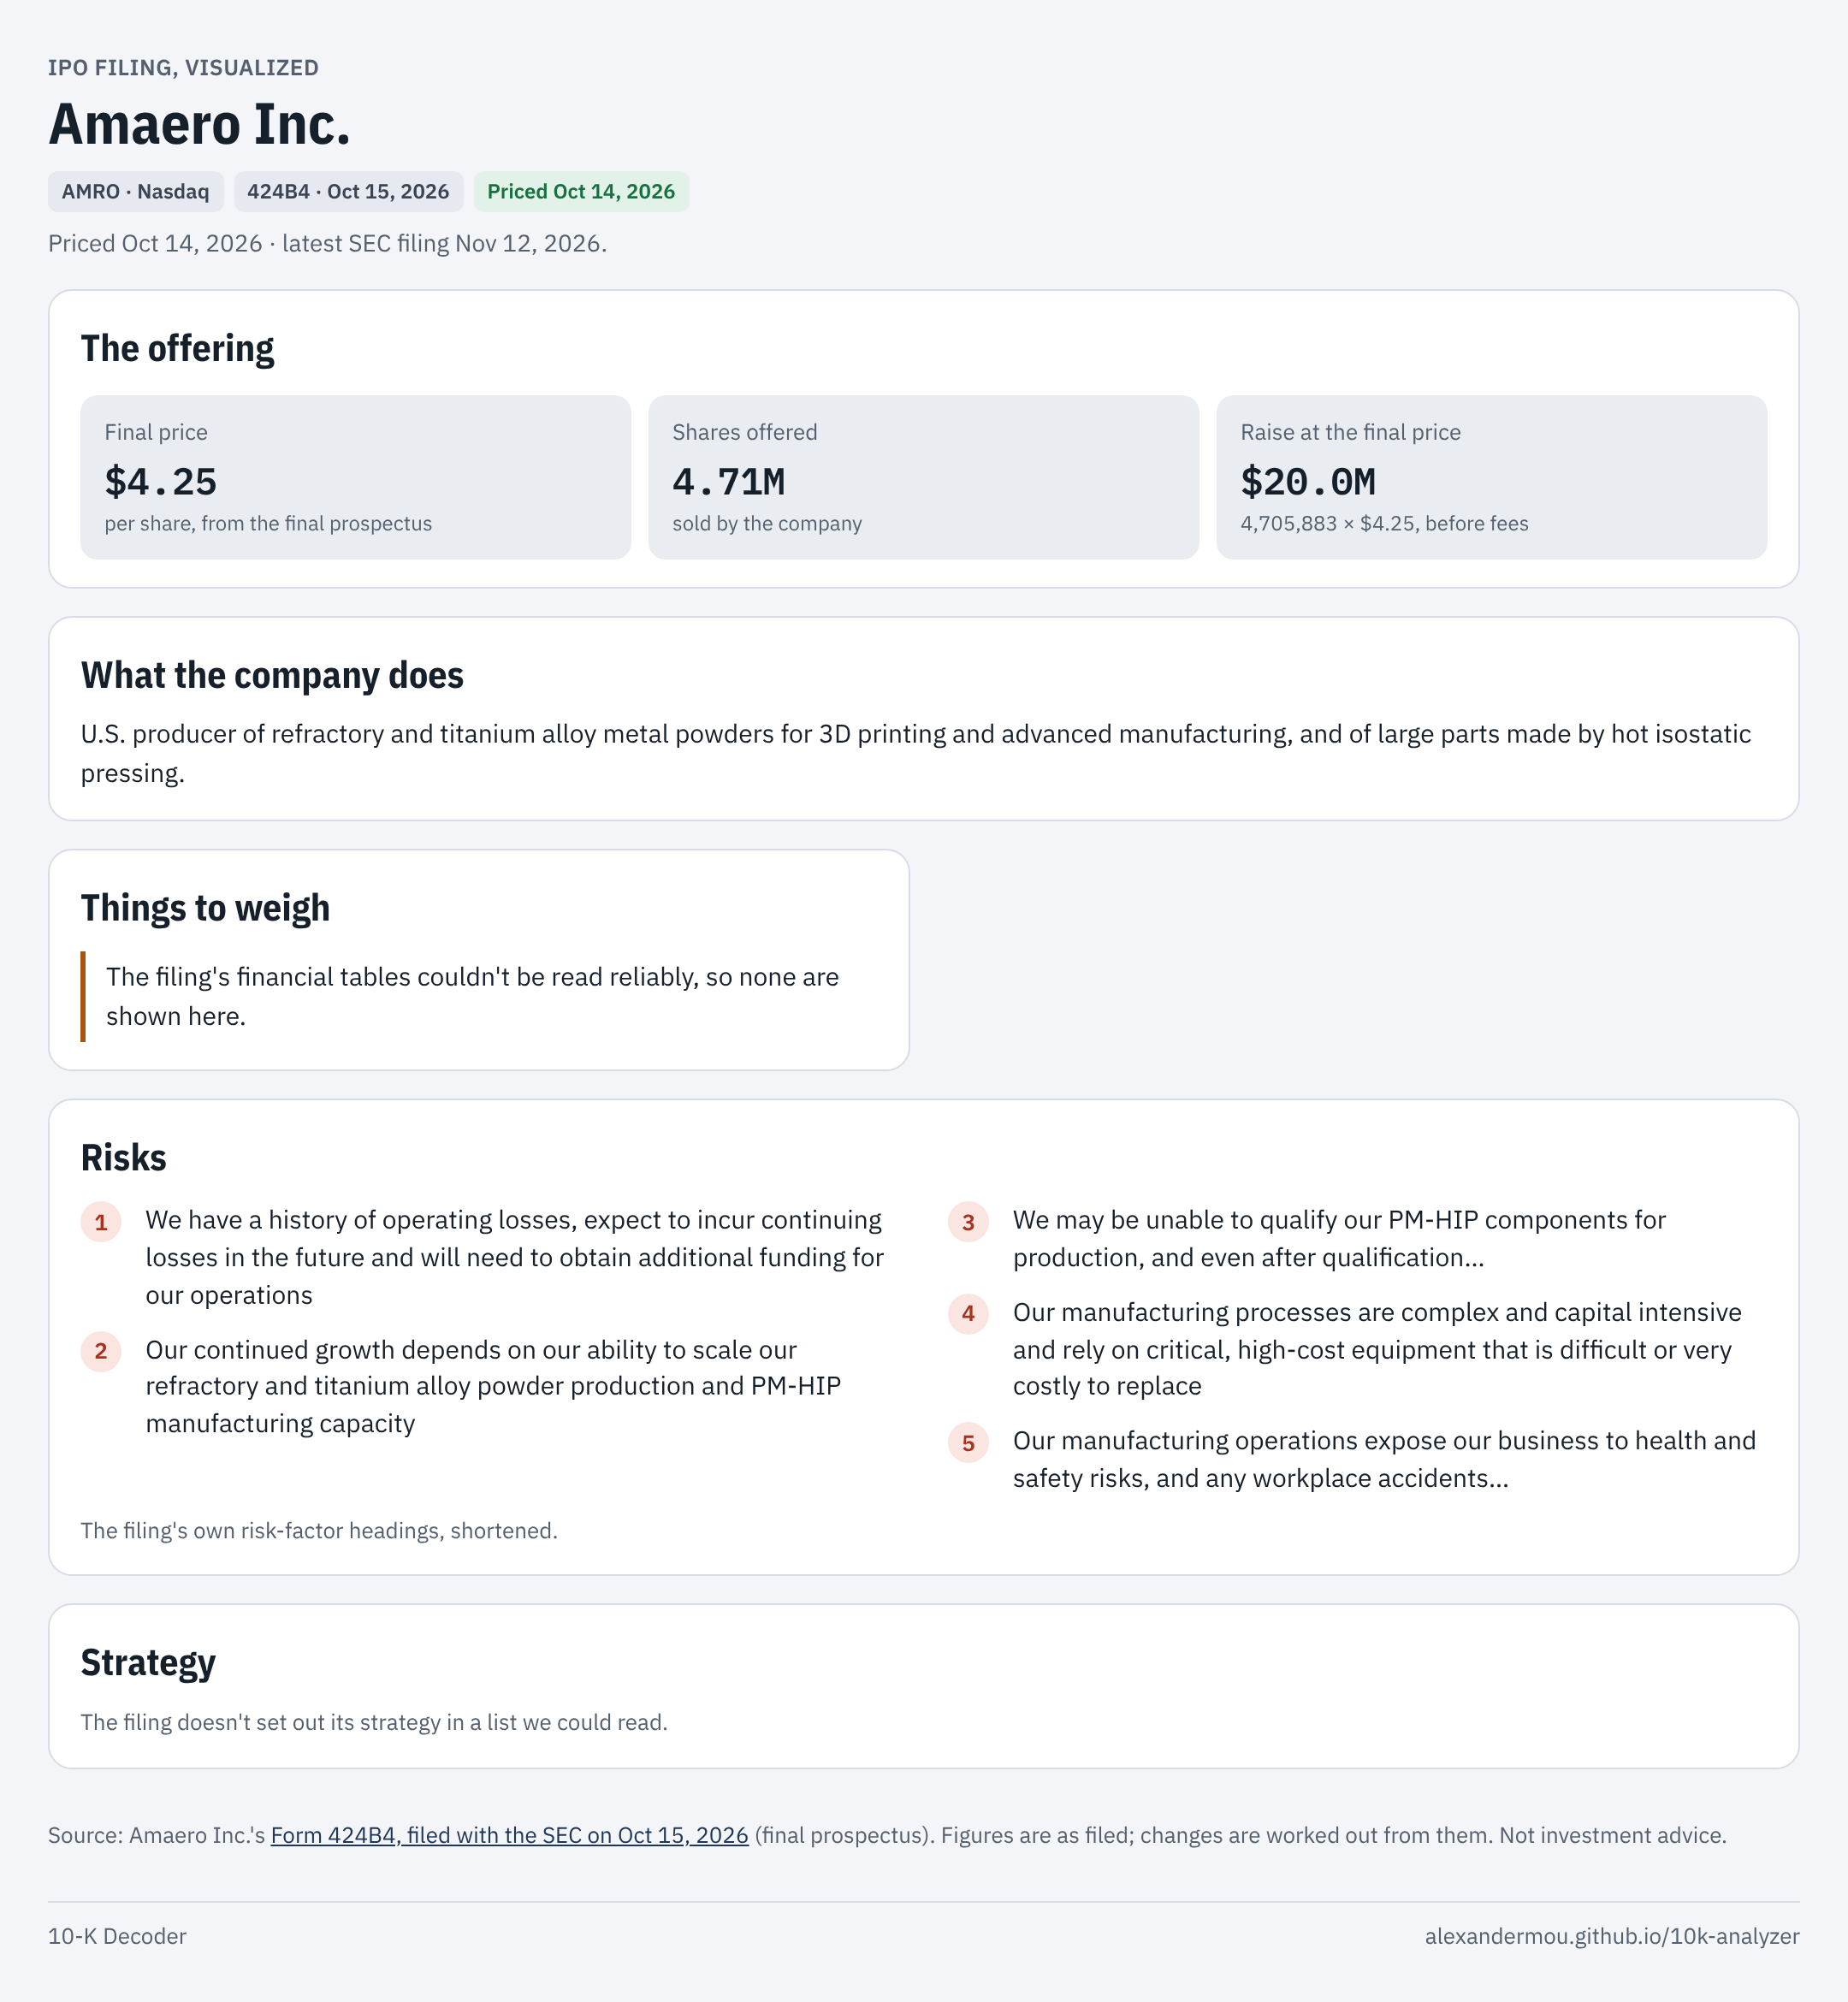 IPO FILING, VISUALIZED
Amaero Inc.
AMRO · Nasdaq
424B4 · Oct 15, 2026
Priced Oct 14, 2026
Priced Oct 14, 2026 · latest SEC filing Nov 12, 2026.
The offering
Final price
$4.25
per share, from the final prospectus
Shares offered
4.71M
sold by the company
Raise at the final price
$20.0M
4,705,883 × $4.25, before fees
What the company does
U.S. producer of refractory and titanium alloy metal powders for 3D printing and advanced manufacturing, and of large parts made by hot isostatic
pressing.
Things to weigh
The filing's financial tables couldn't be read reliably, so none are
shown here.
Risks
1
We have a history of operating losses, expect to incur continuing
losses in the future and will need to obtain additional funding for
our operations
2
Our continued growth depends on our ability to scale our
refractory and titanium alloy powder production and PM-HIP
manufacturing capacity
3
We may be unable to qualify our PM-HIP components for
production, and even after qualification…
4
Our manufacturing processes are complex and capital intensive
and rely on critical, high-cost equipment that is difficult or very
costly to replace
5
Our manufacturing operations expose our business to health and
safety risks, and any workplace accidents…
The filing's own risk-factor headings, shortened.
Strategy
The filing doesn't set out its strategy in a list we could read.
Source: Amaero Inc.'s Form 424B4, filed with the SEC on Oct 15, 2026 (final prospectus). Figures are as filed; changes are worked out from them. Not investment advice.
10-K Decoder
alexandermou.github.io/10k-analyzer